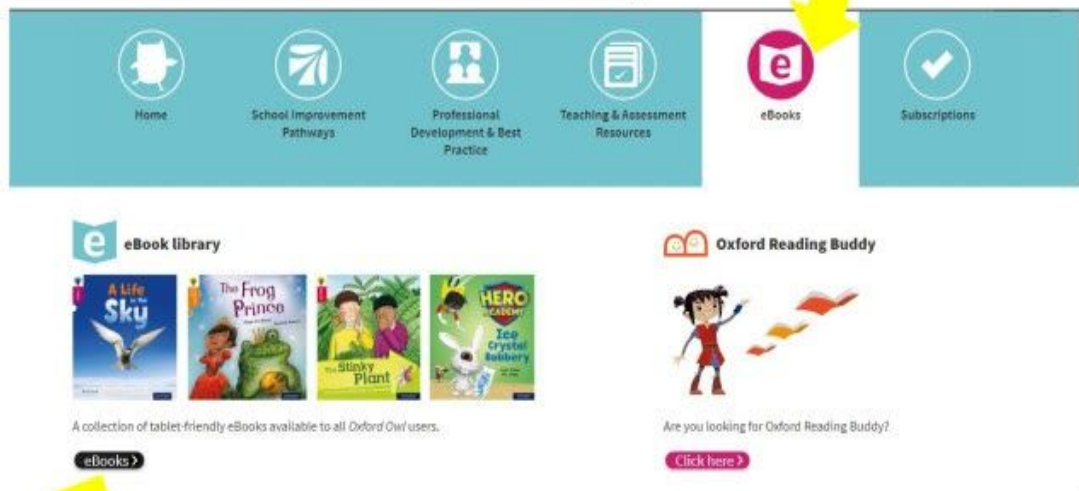 Home
School Improvement
Pathways
Professional
Development & Best
Practice
Teaching & Assessment
Resources
e
eBooks
Subscriptions
e
eBook library
A Life
in the
Sky
The Frog
Prince
The Stinky
Plant
HERO
ACADEMY
Ice
Crystal
Robbery
A collection of tablet-friendly eBooks available to all Oxford Owl users.
eBooks >
Oxford Reading Buddy
Are you looking for Oxford Reading Buddy?
Click here >